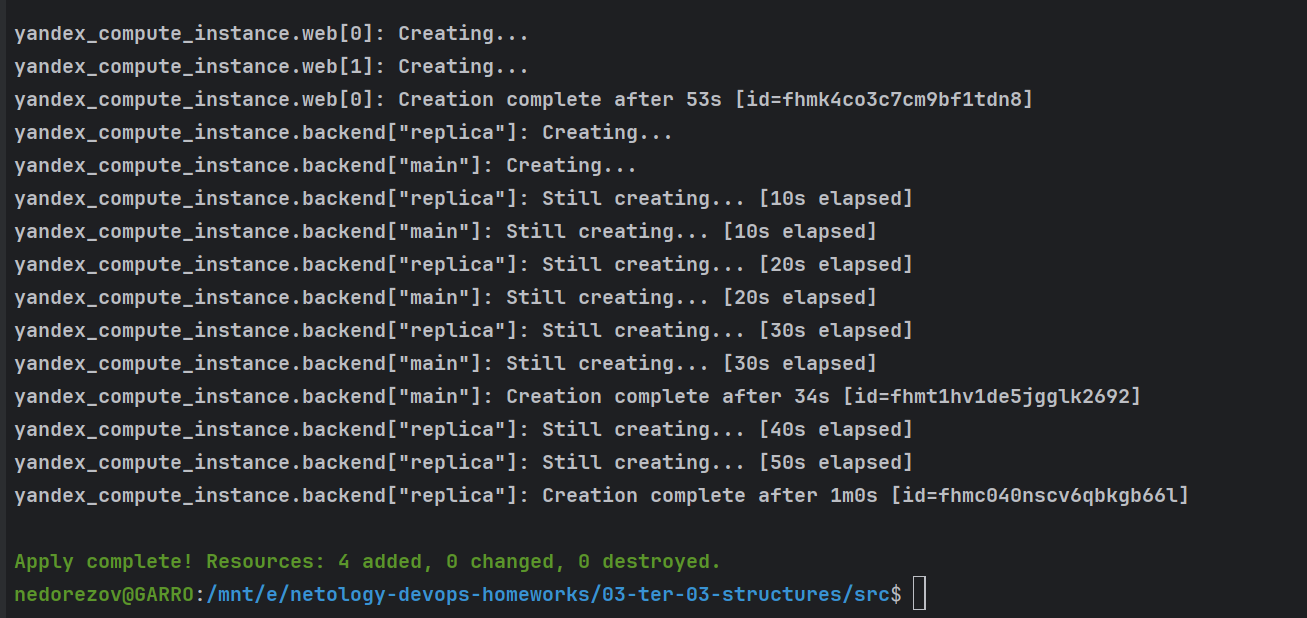 yandex_compute_instance.web[0]: Creating...
yandex_compute_instance.web[1]: Creating...
yandex_compute_instance.web[0]: Creation complete after 53s [id=fhmk4co3c7cm9bf1tdn8]
yandex_compute_instance.backend["replica"]: Creating...
yandex_compute_instance.backend["main"]: Creating...
yandex_compute_instance.backend["replica"]: Still creating... [10s elapsed]
yandex_compute_instance.backend["main"]: Still creating... [10s elapsed]
yandex_compute_instance.backend["replica"]: Still creating... [20s elapsed]
yandex_compute_instance.backend["main"]: Still creating... [20s elapsed]
yandex_compute_instance.backend["replica"]: Still creating... [30s elapsed]
yandex_compute_instance.backend["main"]: Still creating... [30s elapsed]
yandex_compute_instance.backend["main"]: Creation complete after 34s [id=fhmt1hv1de5jgglk2692]
yandex_compute_instance.backend["replica"]: Still creating... [40s elapsed]
yandex_compute_instance.backend["replica"]: Still creating... [50s elapsed]
yandex_compute_instance.backend["replica"]: Creation complete after 1m0s [id=fhmc040nscv6qbkgb66l]
Apply complete! Resources: 4 added, 0 changed, 0 destroyed.
nedorezov@GARRO:/mnt/e/netology-devops-homeworks/03-ter-03-structures/src$